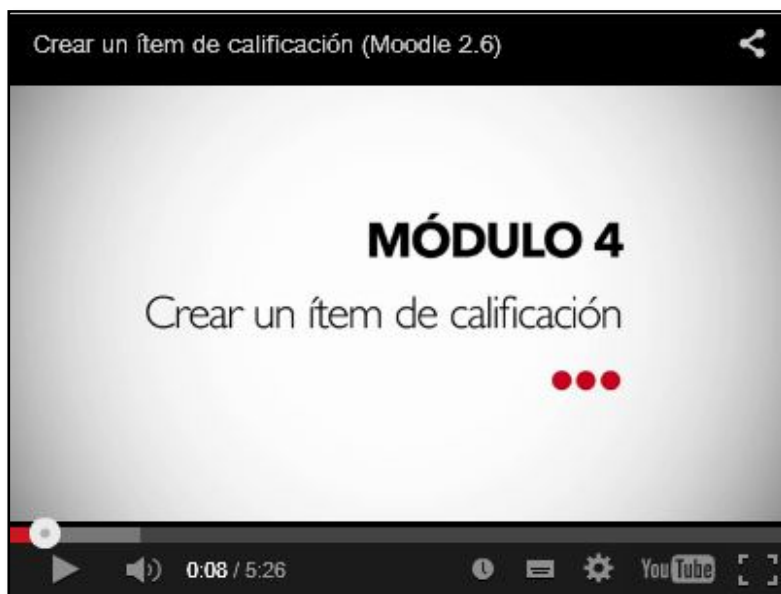 Crear un ítem de calificación (Moodle 2.6)
MÓDULO 4
Crear un ítem de calificación
0:08 / 5:26
YouTube